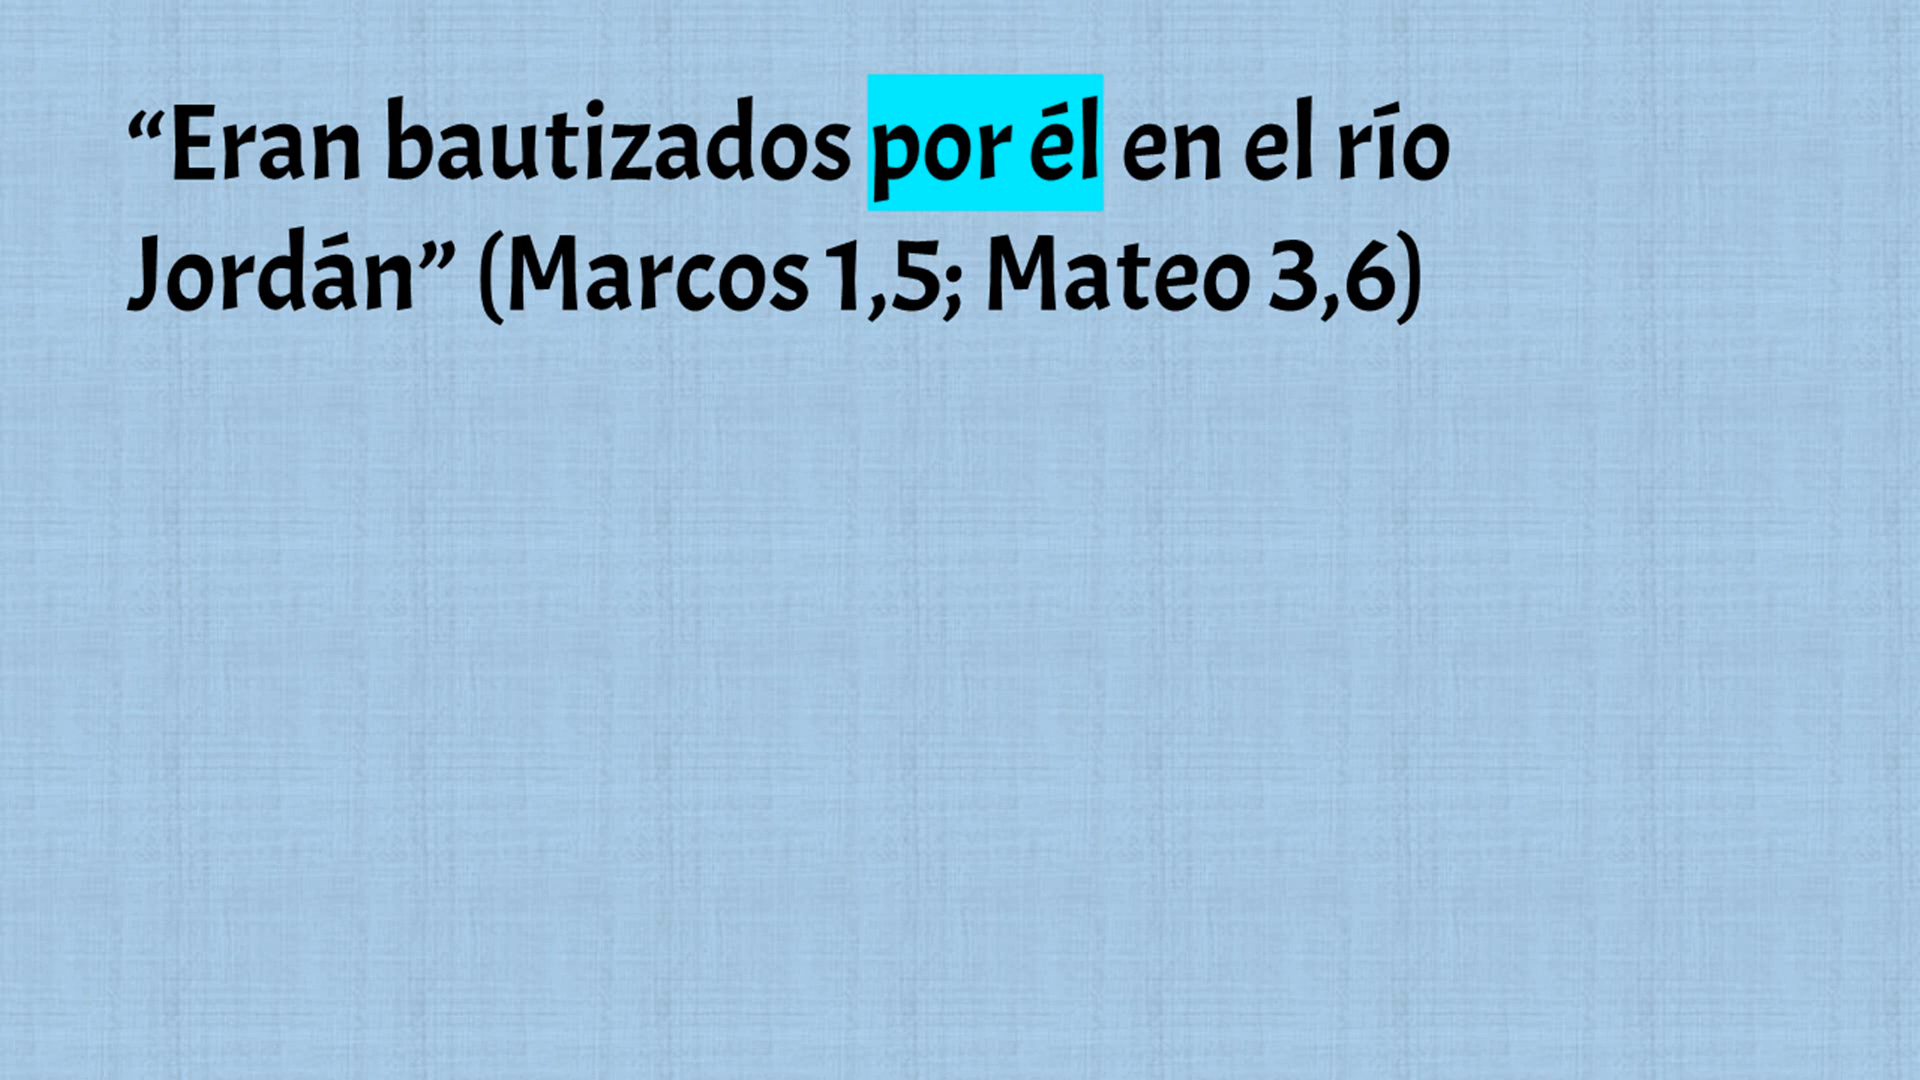 “Eran bautizados por él en el río
Jordán” (Marcos 1,5; Mateo 3,6)